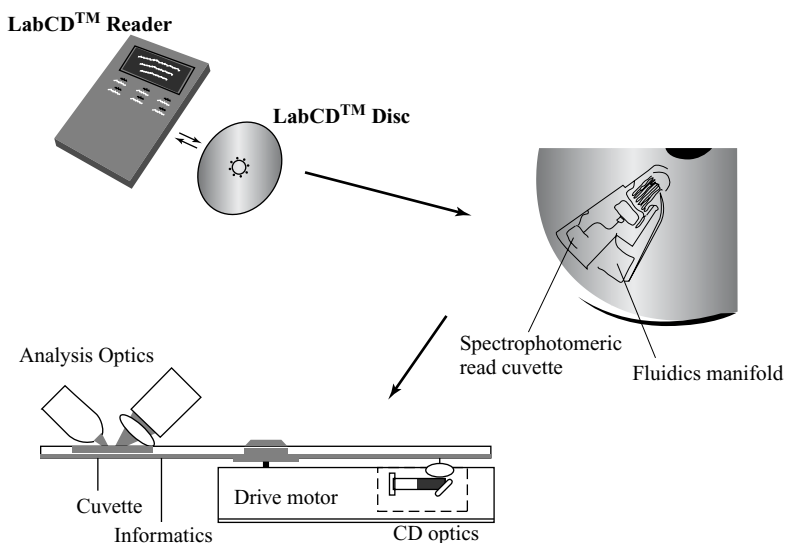 LabCD™ Reader
LabCD™ Disc
Spectrophotomeric
read cuvette
Fluidics manifold
Analysis Optics
Cuvette
Informatics
Drive motor
CD optics